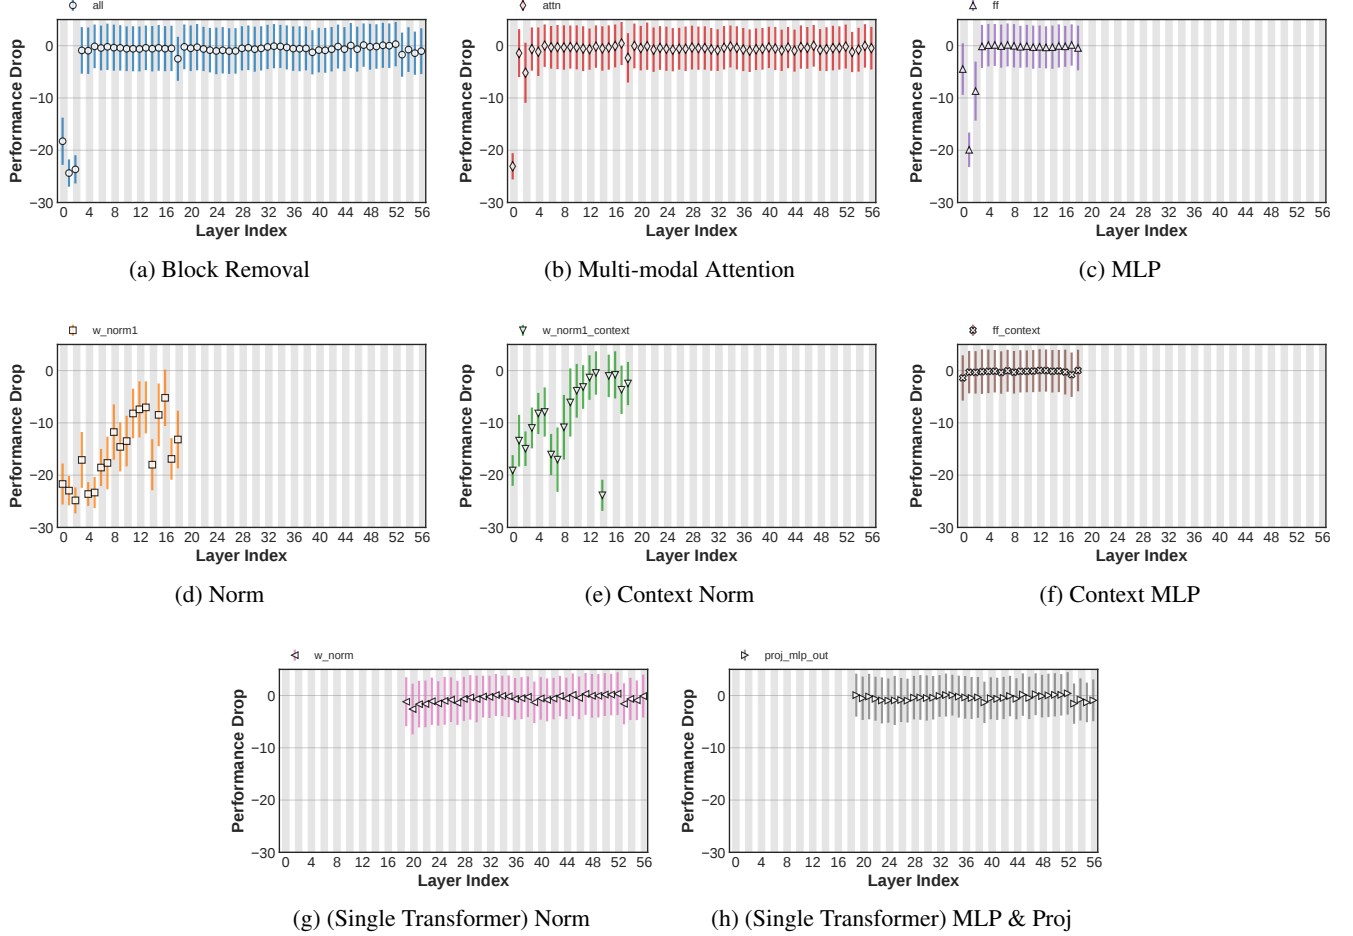 all
attn
ff
Performance Drop
0
−10
−20
−30
0 4 8 12 16 20 24 28 32 36 40 44 48 52 56
Layer Index
Performance Drop
0
−10
−20
−30
0 4 8 12 16 20 24 28 32 36 40 44 48 52 56
Layer Index
Performance Drop
0
−10
−20
−30
0 4 8 12 16 20 24 28 32 36 40 44 48 52 56
Layer Index
(a) Block Removal
(b) Multi-modal Attention
(c) MLP
w_norm1
w_norm1_context
ff_context
Performance Drop
0
−10
−20
−30
0 4 8 12 16 20 24 28 32 36 40 44 48 52 56
Layer Index
Performance Drop
0
−10
−20
−30
0 4 8 12 16 20 24 28 32 36 40 44 48 52 56
Layer Index
Performance Drop
0
−10
−20
−30
0 4 8 12 16 20 24 28 32 36 40 44 48 52 56
Layer Index
(d) Norm
(e) Context Norm
(f) Context MLP
w_norm
proj_mlp_out
Performance Drop
0
−10
−20
−30
0 4 8 12 16 20 24 28 32 36 40 44 48 52 56
Layer Index
Performance Drop
0
−10
−20
−30
0 4 8 12 16 20 24 28 32 36 40 44 48 52 56
Layer Index
(g) (Single Transformer) Norm
(h) (Single Transformer) MLP & Proj